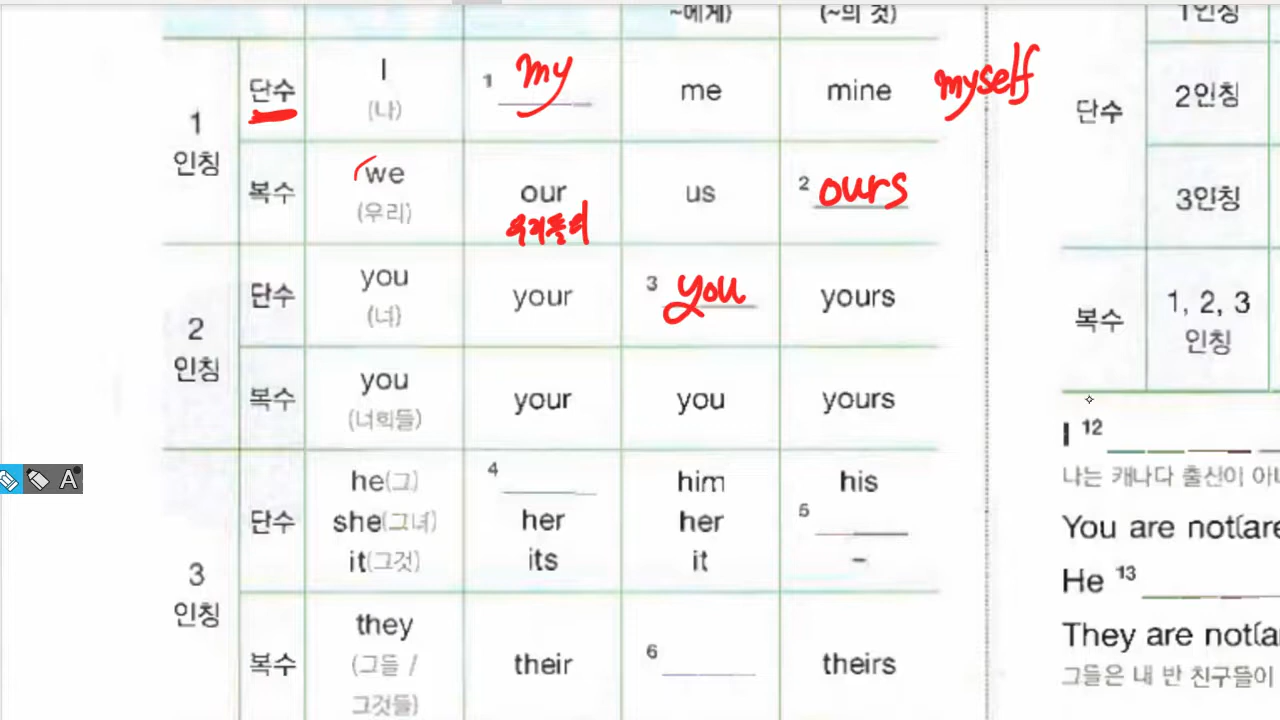 ~에게) (~의 것) 1인칭
1 인칭 단수 I (나) 1 my me mine myself
복수 we (우리) our 우리들의 us 2 ours
2 인칭 단수 you (너) your 3 you yours
복수 you (너희들) your you yours
3 인칭 단수 he(그) 4 him his
she(그녀) her her 5
it(그것) its it –
복수 they (그들 / 그것들) their 6 theirs
단수 2인칭
3인칭
복수 1, 2, 3 인칭
I 12
나는 캐나다 출신이 아니
You are not(are
He 13
They are not(a
그들은 내 반 친구들이
A